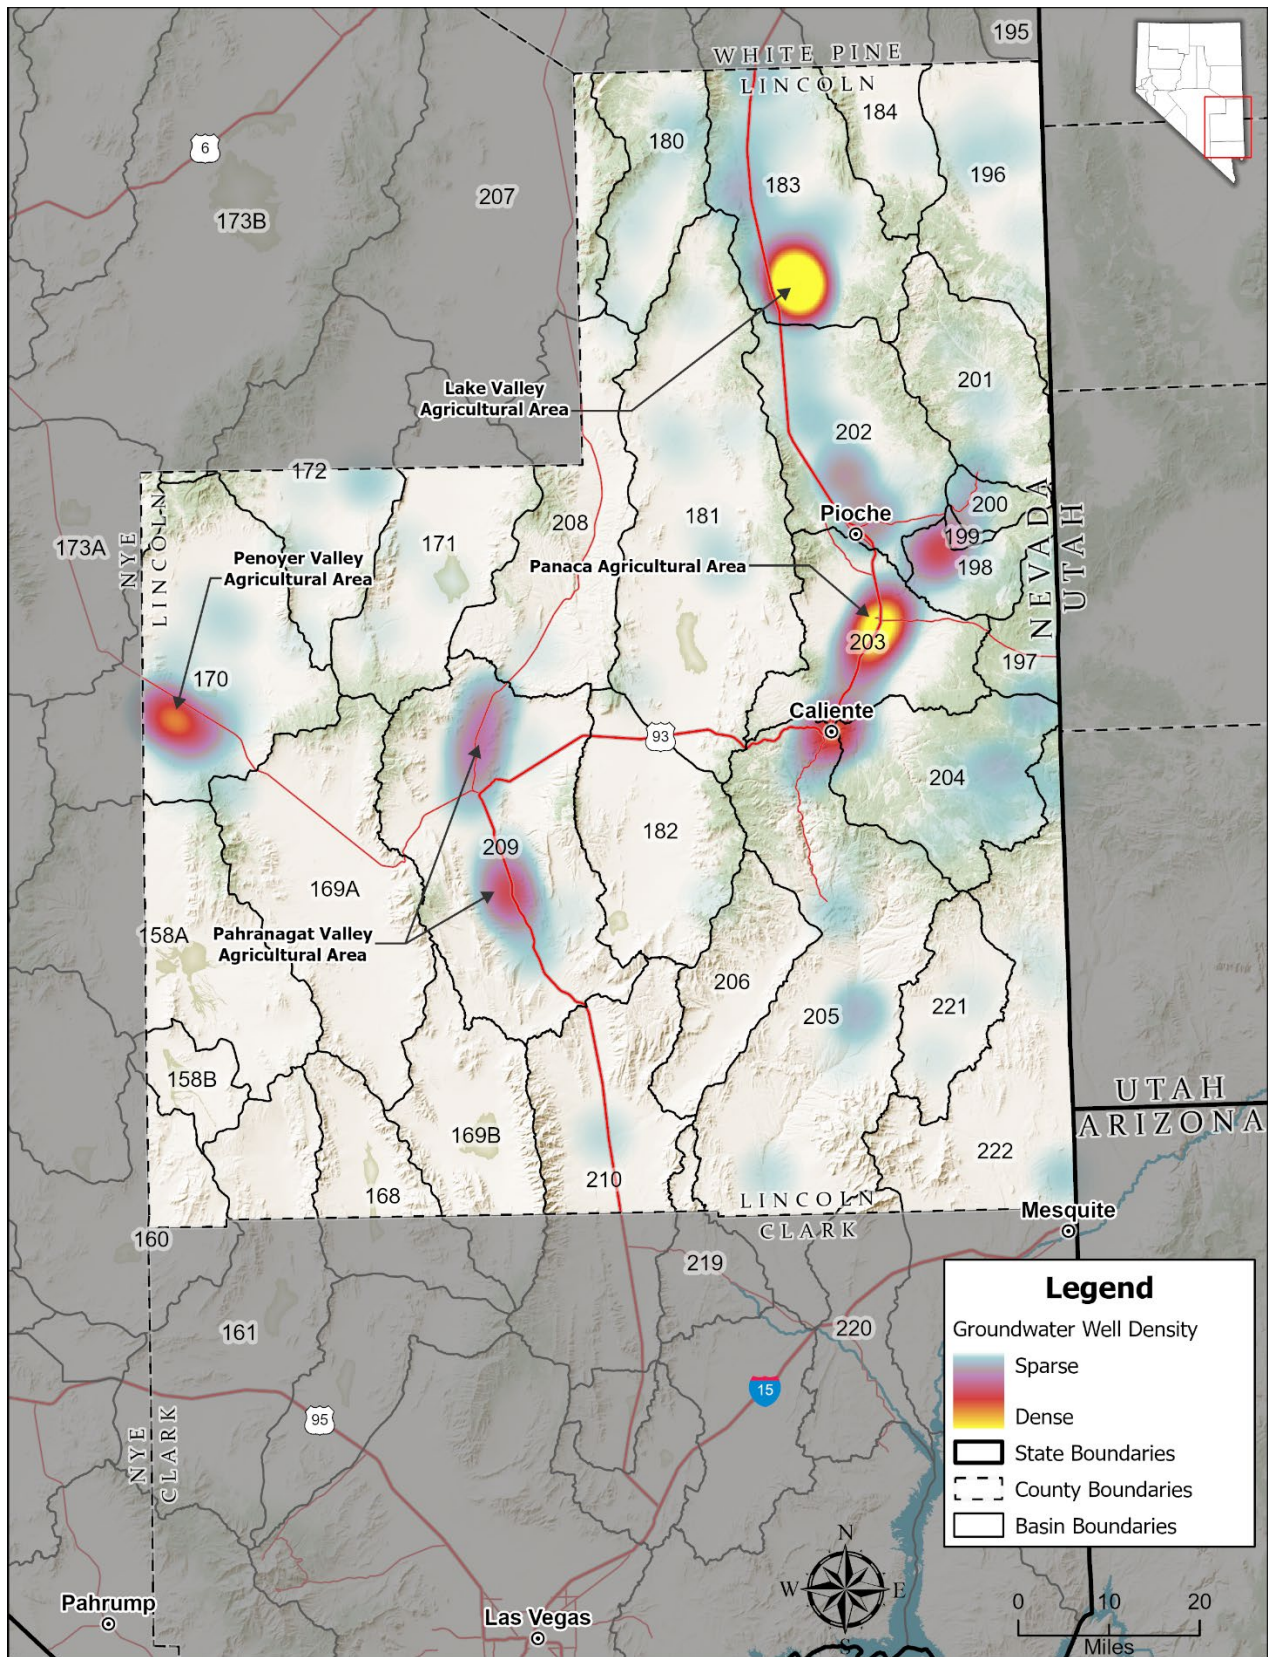 195
WHITE PINE
LINCOLN
184
180
6
183
196
207
173B
Lake Valley
Agricultural Area
201
202
172
NYE
LINCOLN
208
200
Pioche
181
199
173A
171
Penoyer Valley
Agricultural Area
Panaca Agricultural Area
198
NEVADA
UTAH
203
197
170
Caliente
93
204
182
209
169A
158A
Pahranagat Valley
Agricultural Area
206
205
221
158B
UTAH
ARIZONA
169B
222
210
168
LINCOLN
CLARK
Mesquite
160
219
161
220
15
95
NYE
CLARK
Legend
Groundwater Well Density
Sparse
Dense
State Boundaries
County Boundaries
Basin Boundaries
N
W
E
S
0 10 20
Miles
Pahrump
Las Vegas